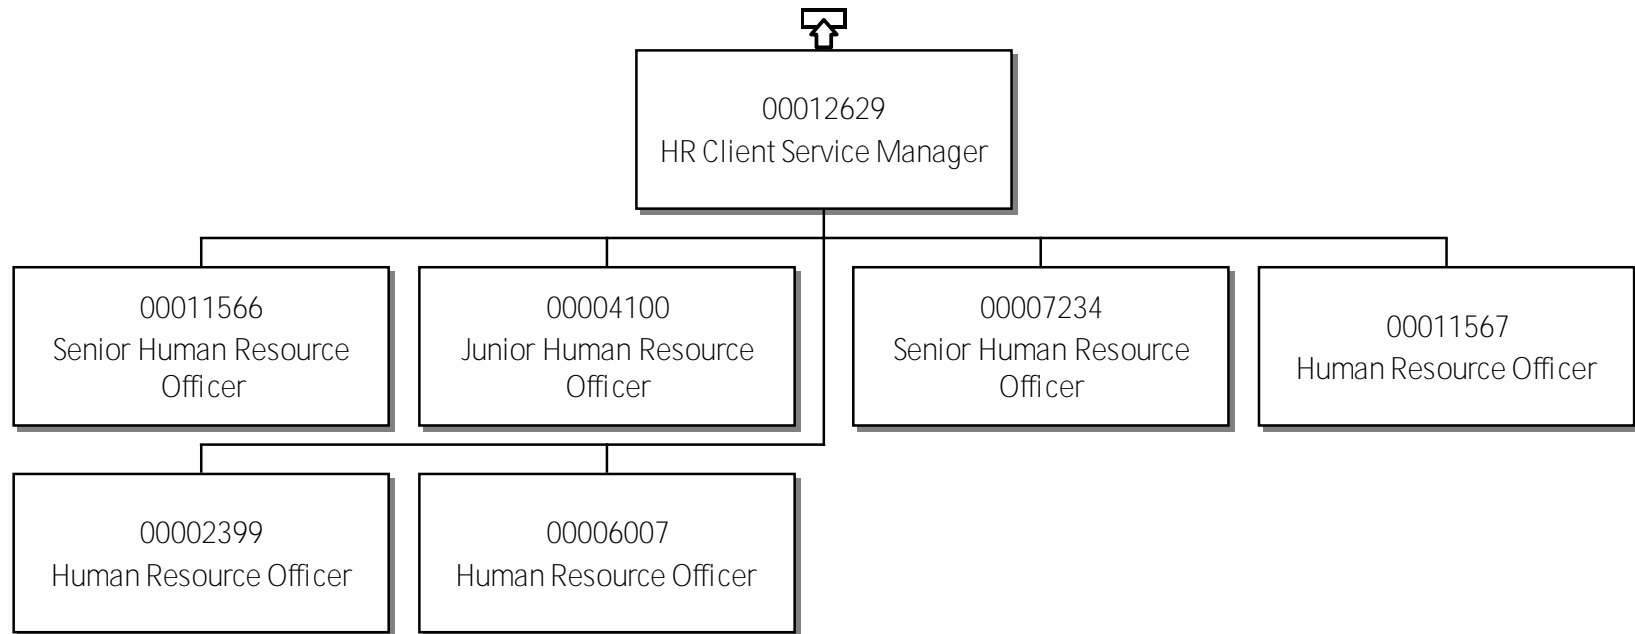 00012629
HR Client Service Manager
00011566
Senior Human Resource
Officer
00004100
Junior Human Resource
Officer
00007234
Senior Human Resource
Officer
00011567
Human Resource Officer
00002399
Human Resource Officer
00006007
Human Resource Officer